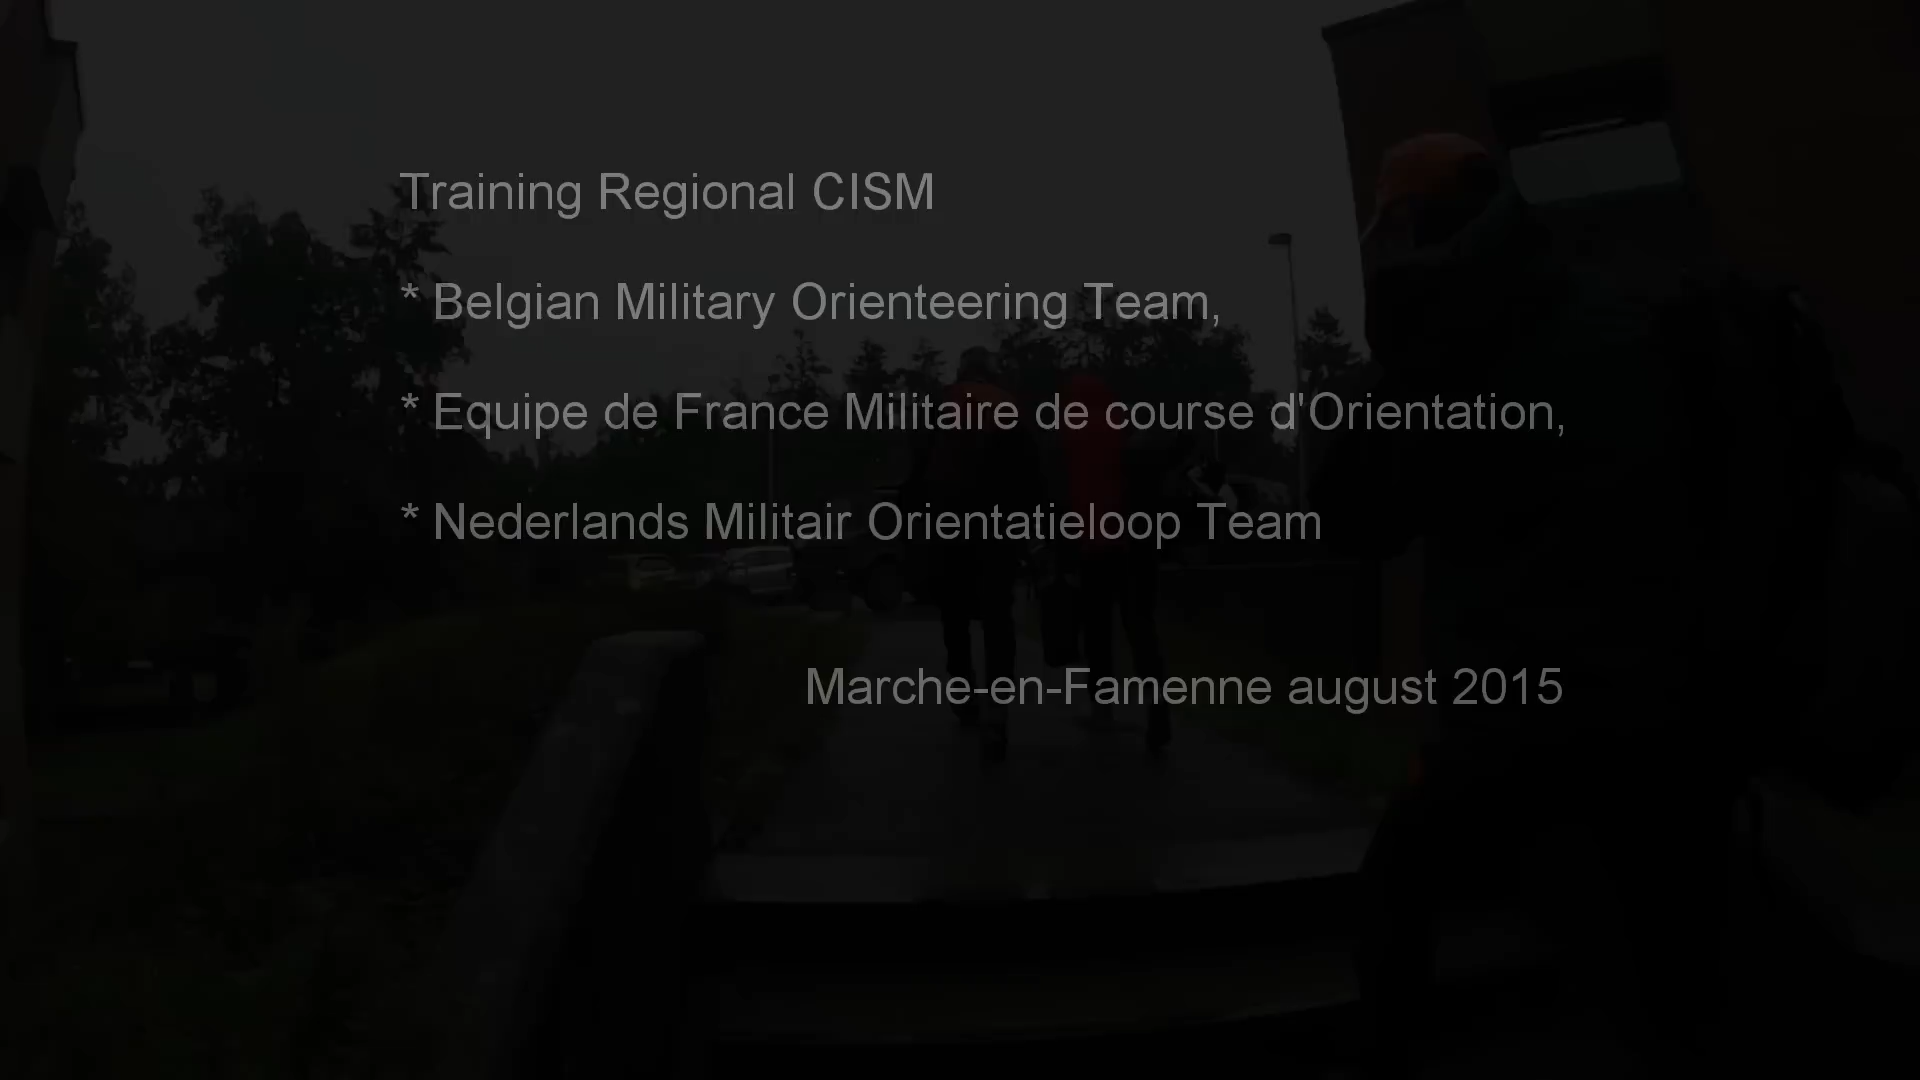 Training Regional CISM
* Belgian Military Orienteering Team,
* Equipe de France Militaire de course d'Orientation,
* Nederlands Militair Orientatieloop Team
Marche-en-Famenne august 2015